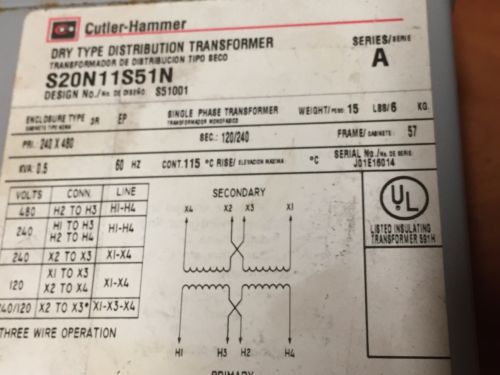 Cutler-Hammer
DRY TYPE DISTRIBUTION TRANSFORMER
TRANSFORMADOR DE DISTRIBUCION TIPO SECO
SERIES/SERIE
A
S20N11S51N
DESIGN No./No. DE DISEÑO. S51001
ENCLOSURE TYPE DR EP
SINGLE PHASE TRANSFORMER
TRANSFORMADOR MONOFASICO
WEIGHT/PESO: 15 LBS/6 KG.
PRI. 240 X 480
SEC.: 120/240
FRAME/GABINETE: 57
KVA: 0.5
60 HZ
CONT. 115 °C RISE/ELEVACION MAXIMA °C
SERIAL No./No. DE SERIE:
J01E16014
VOLTS CONN. LINE
480 H2 TO H3 H1-H4
240 H1 TO H3 H1-H4
H2 TO H4
240 X2 TO X3 X1-X4
120 X1 TO X3 X1-X4
X2 TO X4
240/120 X2 TO X3* X1-X3-X4
THREE WIRE OPERATION
SECONDARY
X4 X2 X3 X1
H1 H3 H2 H4
PRIMARY
UL
LISTED INSULATING
TRANSFORMER 591H